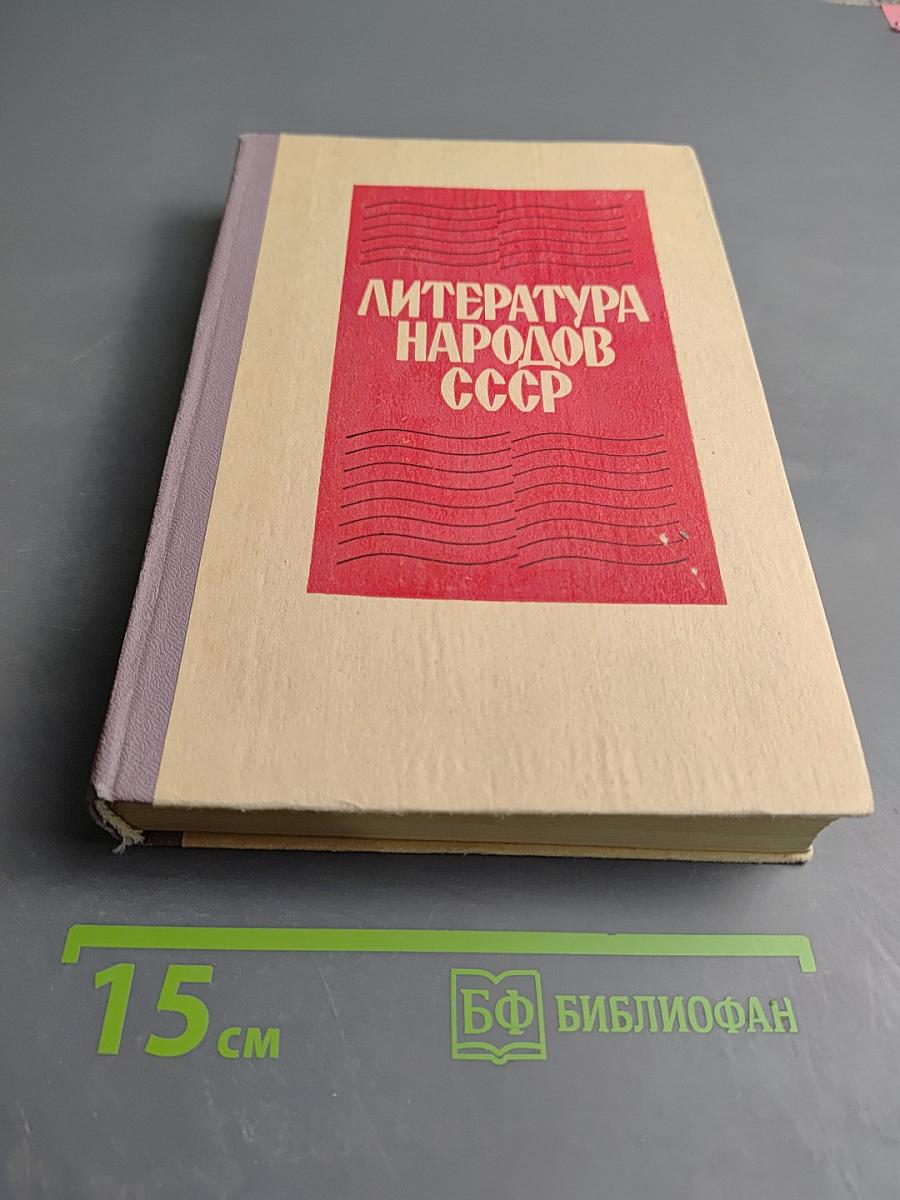 ЛИТЕРАТУРА
НАРОДОВ
СССР
15 см
БФ БИБЛИОФАН